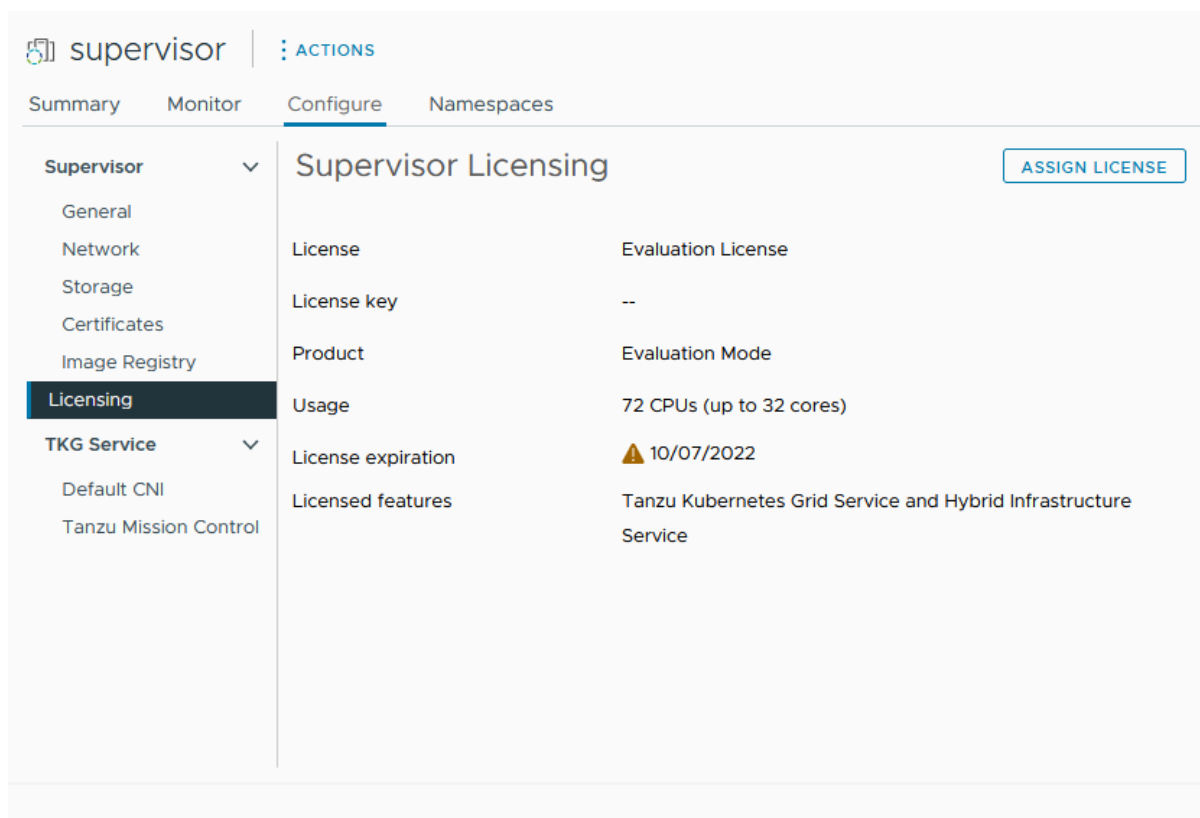 supervisor
ACTIONS
Summary Monitor Configure Namespaces
Supervisor
General
Network
Storage
Certificates
Image Registry
Licensing
TKG Service
Default CNI
Tanzu Mission Control
Supervisor Licensing
ASSIGN LICENSE
License Evaluation License
License key --
Product Evaluation Mode
Usage 72 CPUs (up to 32 cores)
License expiration 10/07/2022
Licensed features Tanzu Kubernetes Grid Service and Hybrid Infrastructure
Service